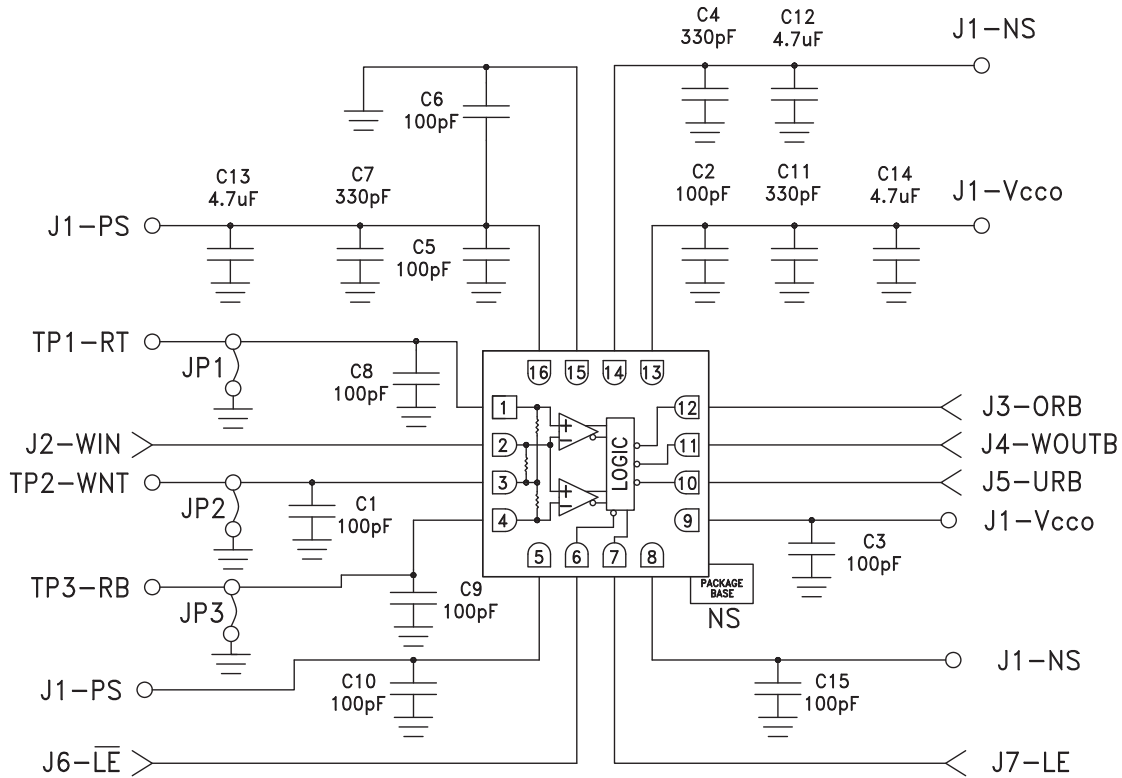 C4
330pF
C12
4.7uF
J1-NS
C6
100pF
C13
4.7uF
C7
330pF
C2
100pF
C11
330pF
C14
4.7uF
J1-Vcco
J1-PS
C5
100pF
TP1-RT
JP1
C8
100pF
16
15
14
13
1
12
J3-ORB
J2-WIN
2
11
J4-WOUTB
TP2-WNT
3
LOGIC
10
J5-URB
JP2
C1
100pF
4
9
J1-Vcco
5
6
7
8
C3
100pF
TP3-RB
JP3
C9
100pF
PACKAGE
BASE
NS
J1-PS
C10
100pF
C15
100pF
J1-NS
J6-L̅E̅
J7-LE